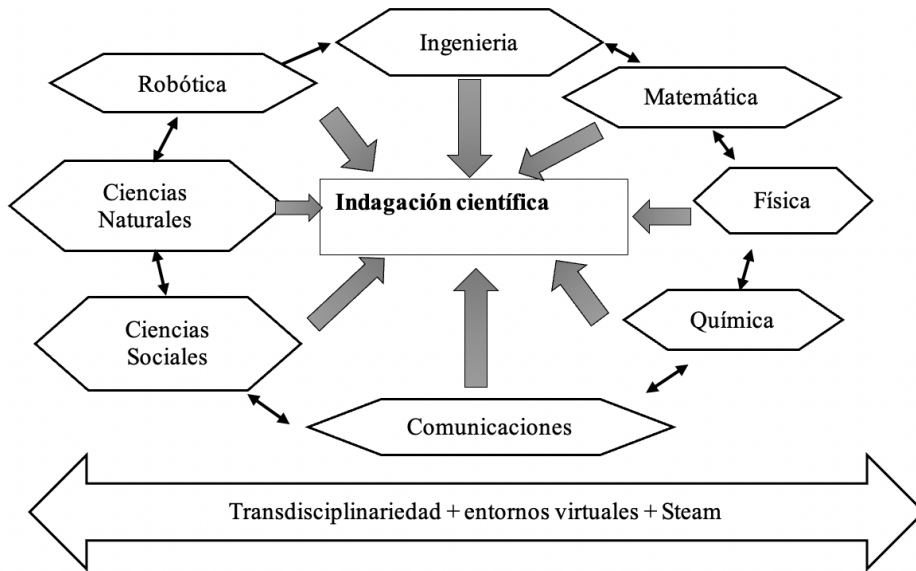 Ingenieria
Robótica
Matemática
Indagación científica
Ciencias
Naturales
Física
Ciencias
Sociales
Química
Comunicaciones
Transdisciplinariedad + entornos virtuales + Steam